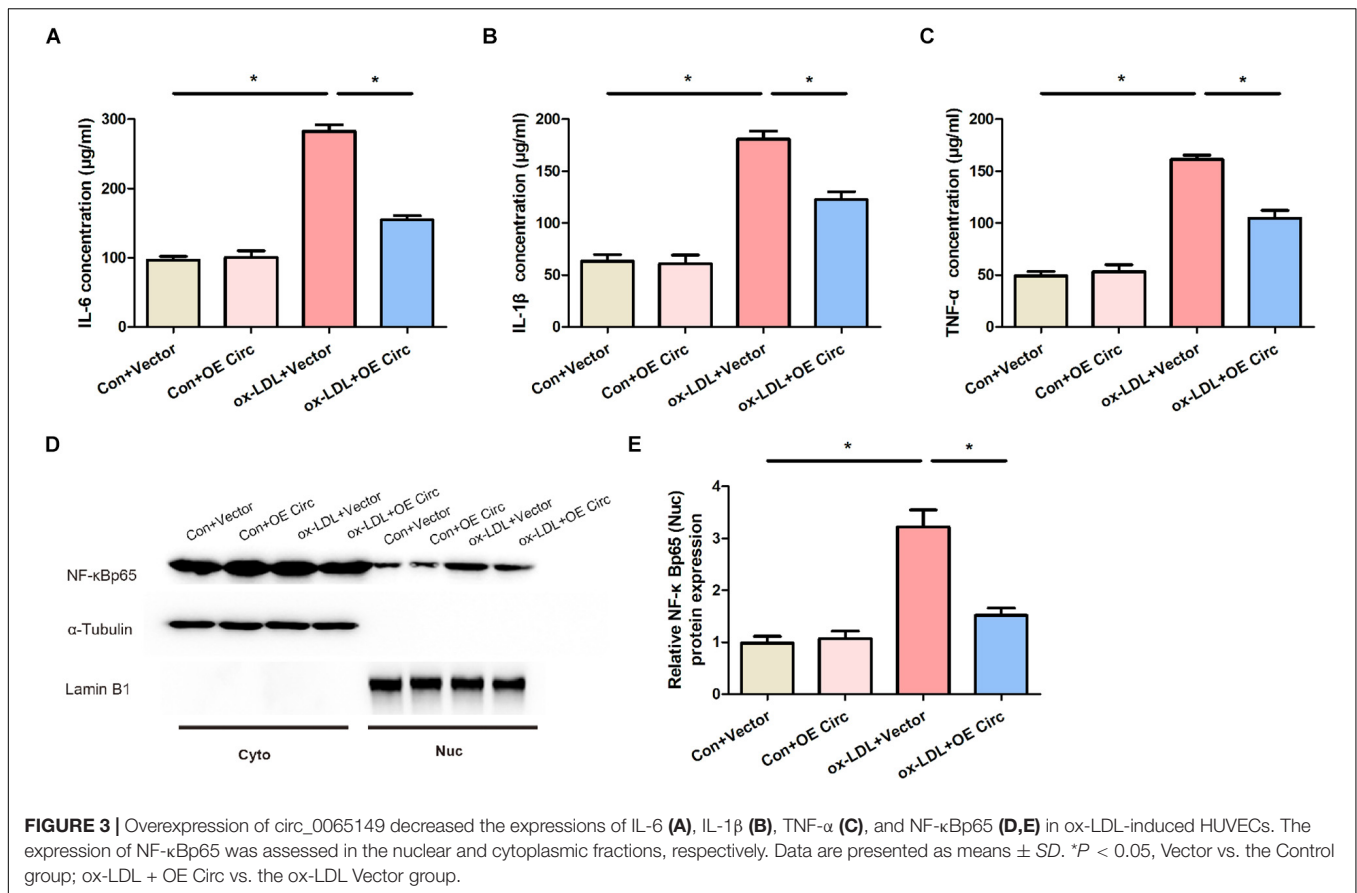 A
B
C
*
*
*
*
*
*
IL-6 concentration (µg/ml)
300
200
100
0
Con+Vector
Con+OE Circ
ox-LDL+Vector
ox-LDL+OE Circ
IL-1β concentration (µg/ml)
200
150
100
50
0
Con+Vector
Con+OE Circ
ox-LDL+Vector
ox-LDL+OE Circ
TNF-α concentration (µg/ml)
200
150
100
50
0
Con+Vector
Con+OE Circ
ox-LDL+Vector
ox-LDL+OE Circ
D
Con+Vector
Con+OE Circ
ox-LDL+Vector
ox-LDL+OE Circ
Con+Vector
Con+OE Circ
ox-LDL+Vector
ox-LDL+OE Circ
NF-κBp65
α-Tubulin
Lamin B1
Cyto
Nuc
E
*
*
Relative NF-κ Bp65 (Nuc)
protein expression
4
3
2
1
0
Con+Vector
Con+OE Circ
ox-LDL+Vector
ox-LDL+OE Circ
FIGURE 3 | Overexpression of circ_0065149 decreased the expressions of IL-6 (A), IL-1β (B), TNF-α (C), and NF-κBp65 (D,E) in ox-LDL-induced HUVECs. The
expression of NF-κBp65 was assessed in the nuclear and cytoplasmic fractions, respectively. Data are presented as means ± SD. *P < 0.05, Vector vs. the Control
group; ox-LDL + OE Circ vs. the ox-LDL Vector group.